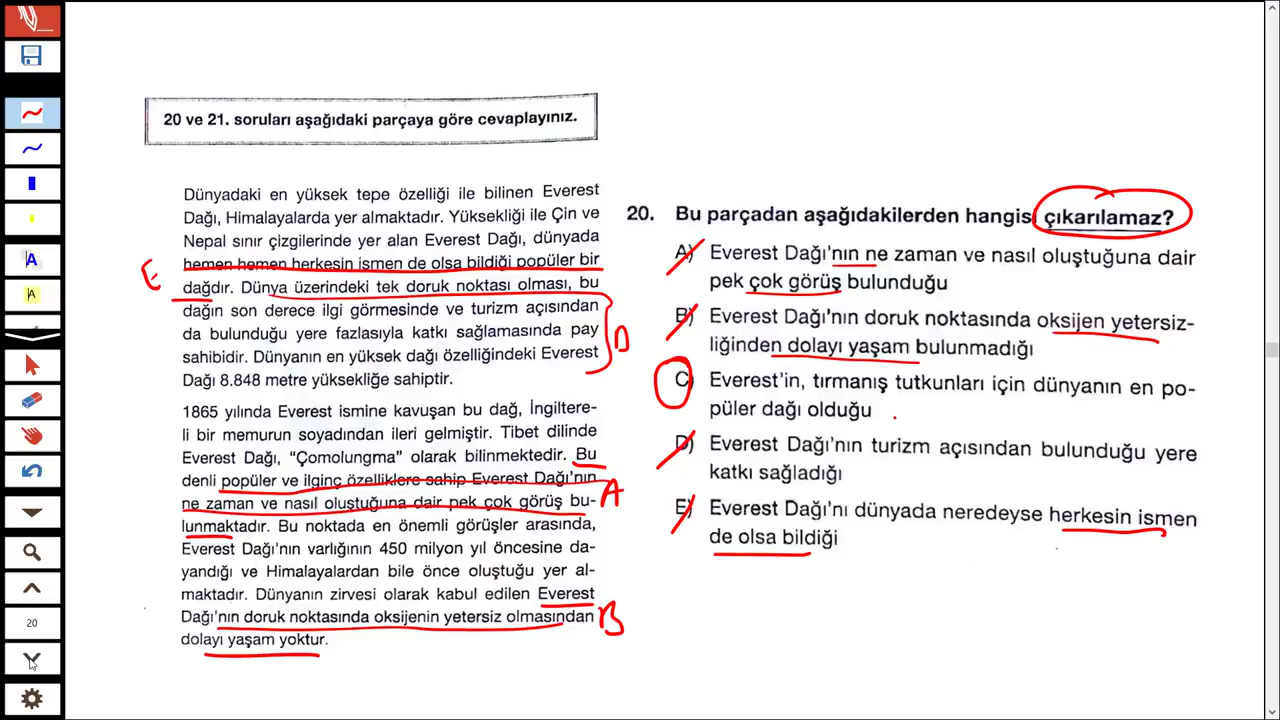 20 ve 21. soruları aşağıdaki parçaya göre cevaplayınız.
Dünyadaki en yüksek tepe özelliği ile bilinen Everest
Dağı, Himalayalarda yer almaktadır. Yüksekliği ile Çin ve
Nepal sınır çizgilerinde yer alan Everest Dağı, dünyada
hemen hemen herkesin ismen de olsa bildiği popüler bir
E
dağdır. Dünya üzerindeki tek doruk noktası olması, bu
dağın son derece ilgi görmesinde ve turizm açısından
da bulunduğu yere fazlasıyla katkı sağlamasında pay
D
sahibidir. Dünyanın en yüksek dağı özelliğindeki Everest
Dağı 8.848 metre yüksekliğe sahiptir.
1865 yılında Everest ismine kavuşan bu dağ, İngiltere-
li bir memurun soyadından ileri gelmiştir. Tibet dilinde
Everest Dağı, “Çomolungma” olarak bilinmektedir. Bu
denli popüler ve ilginç özelliklere sahip Everest Dağı’nın
A
ne zaman ve nasıl oluştuğuna dair pek çok görüş bu-
lunmaktadır. Bu noktada en önemli görüşler arasında,
Everest Dağı’nın varlığının 450 milyon yıl öncesine da-
yandığı ve Himalayalardan bile önce oluştuğu yer al-
maktadır. Dünyanın zirvesi olarak kabul edilen Everest
Dağı’nın doruk noktasında oksijenin yetersiz olmasından
B
dolayı yaşam yoktur.
20. Bu parçadan aşağıdakilerden hangis çıkarılamaz?
A) Everest Dağı’nın ne zaman ve nasıl oluştuğuna dair
pek çok görüş bulunduğu
B) Everest Dağı’nın doruk noktasında oksijen yetersiz-
liğinden dolayı yaşam bulunmadığı
C) Everest’in, tırmanış tutkunları için dünyanın en po-
püler dağı olduğu
D) Everest Dağı’nın turizm açısından bulunduğu yere
katkı sağladığı
E) Everest Dağı’nı dünyada neredeyse herkesin ismen
de olsa bildiği
A
A
20